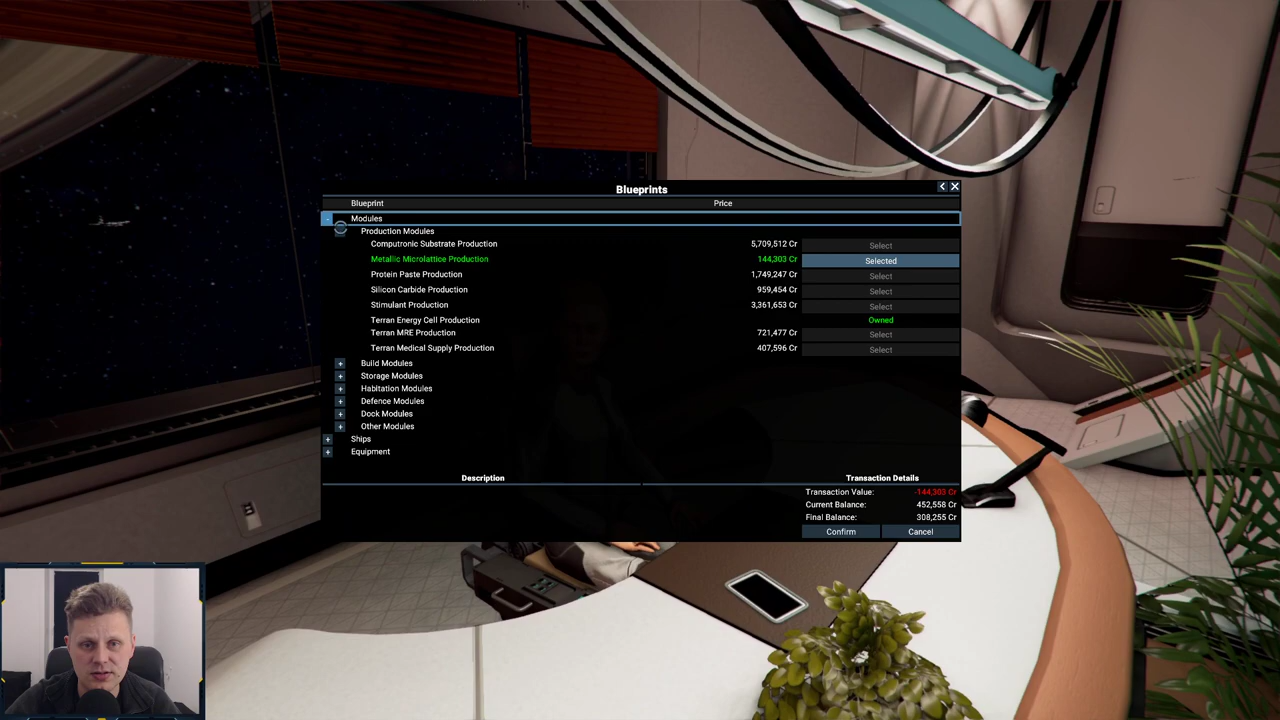 Blueprints
Blueprint Price
- Modules
Production Modules
Computronic Substrate Production 5,709,512 Cr Select
Metallic Microlattice Production 144,303 Cr Selected
Protein Paste Production 1,749,247 Cr Select
Silicon Carbide Production 959,454 Cr Select
Stimulant Production 3,361,653 Cr Select
Terran Energy Cell Production Owned
Terran MRE Production 721,477 Cr Select
Terran Medical Supply Production 407,596 Cr Select
+ Build Modules
+ Storage Modules
+ Habitation Modules
+ Defence Modules
+ Dock Modules
+ Other Modules
+ Ships
+ Equipment
Description Transaction Details
Transaction Value: -144,303 Cr
Current Balance: 452,558 Cr
Final Balance: 308,255 Cr
Confirm Cancel